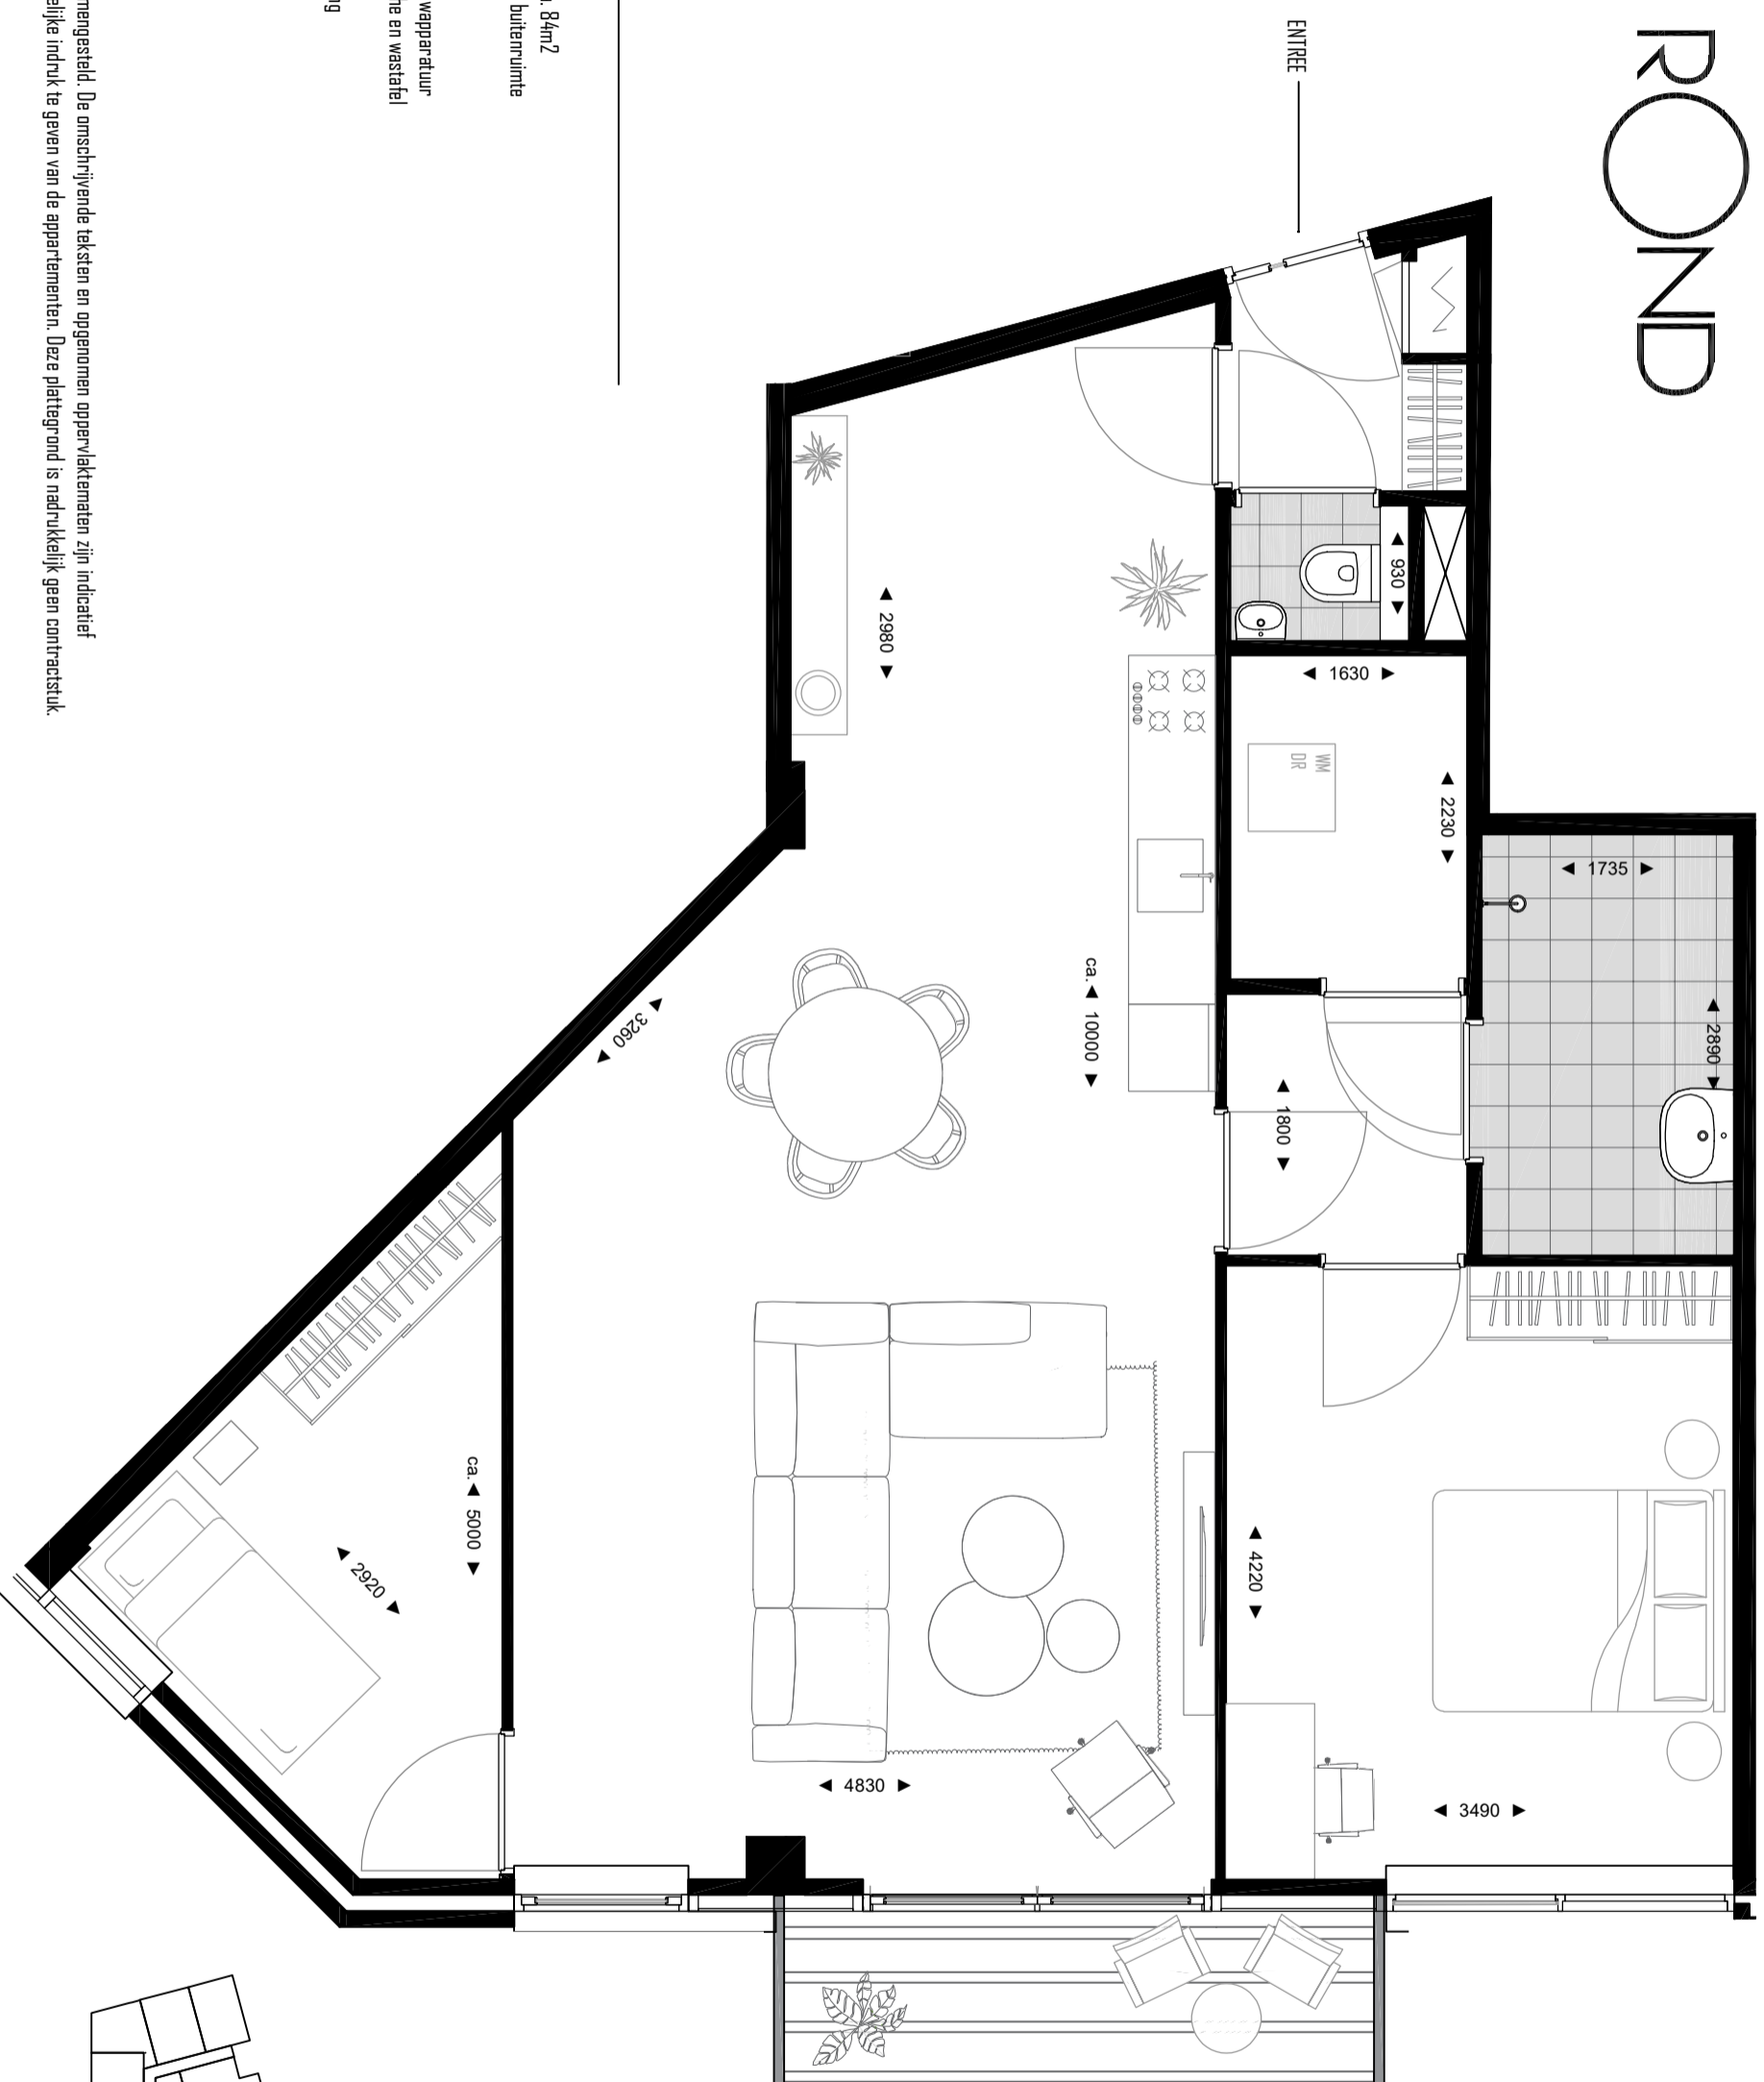 ROND
ENTREE
84m2
buitenruimte
wapparatuur
en wastafel
mengesteld. De omschrijvende teksten en opgenomen oppervlaktematen zijn indicatief
elijke indruk te geven van de appartementen. Deze plattegrond is nadrukkelijk geen contractstuk.
930
2980
1630
WM
DR
2230
1735
2890
ca. 10000
3260
1800
ca. 5000
2920
4220
4830
3490